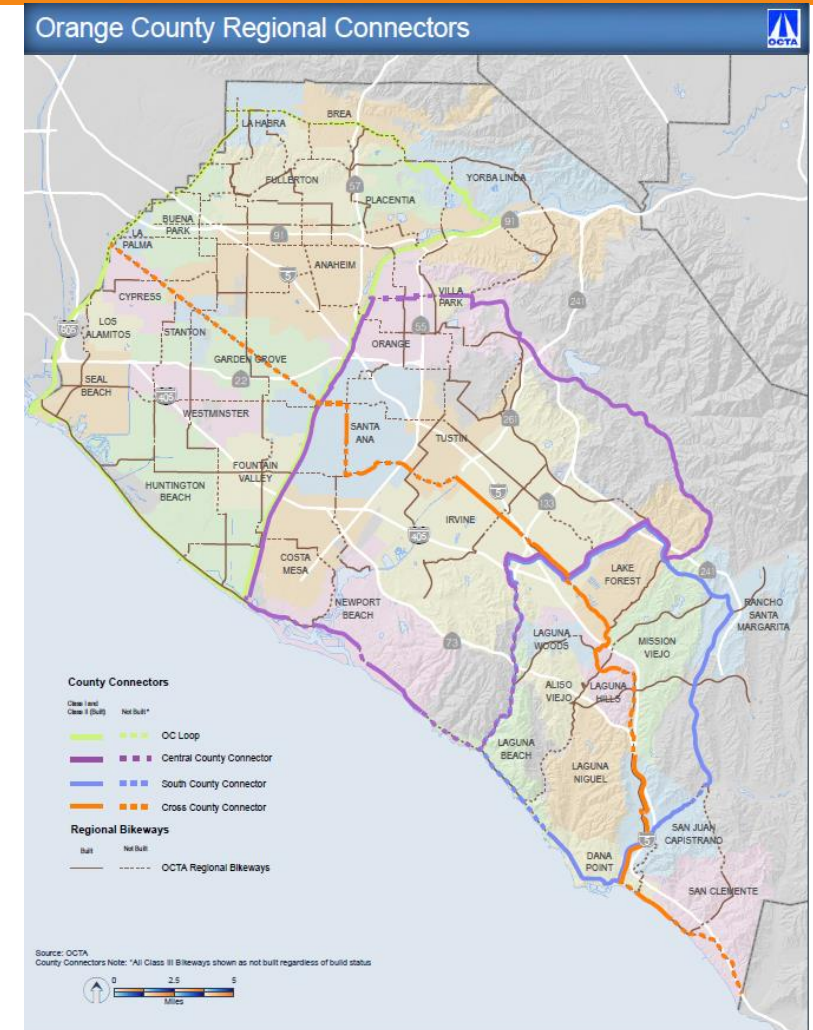 Orange County Regional Connectors
OCTA
BREA
LA HABRA
FULLERTON
57
YORBA LINDA
PLACENTIA
BUENA
PARK
91
91
LA
PALMA
ANAHEIM
5
CYPRESS
VILLA
PARK
241
605
LOS
ALAMITOS
STANTON
55
ORANGE
GARDEN GROVE
22
SEAL
BEACH
405
WESTMINSTER
SANTA
ANA
TUSTIN
261
FOUNTAIN
VALLEY
HUNTINGTON
BEACH
5
133
IRVINE
405
COSTA
MESA
LAKE
FOREST
241
NEWPORT
BEACH
RANCHO
SANTA
MARGARITA
73
LAGUNA
WOODS
MISSION
VIEJO
ALISO
VIEJO
LAGUNA
HILLS
LAGUNA
BEACH
LAGUNA
NIGUEL
5
SAN JUAN
CAPISTRANO
DANA
POINT
SAN CLEMENTE
County Connectors
Class I and
Class II (Built)
Not Built*
OC Loop
Central County Connector
South County Connector
Cross County Connector
Regional Bikeways
Built
Not Built
OCTA Regional Bikeways
Source: OCTA
County Connectors Note: *All Class III Bikeways shown as not built regardless of build status
0 2.5 5
Miles